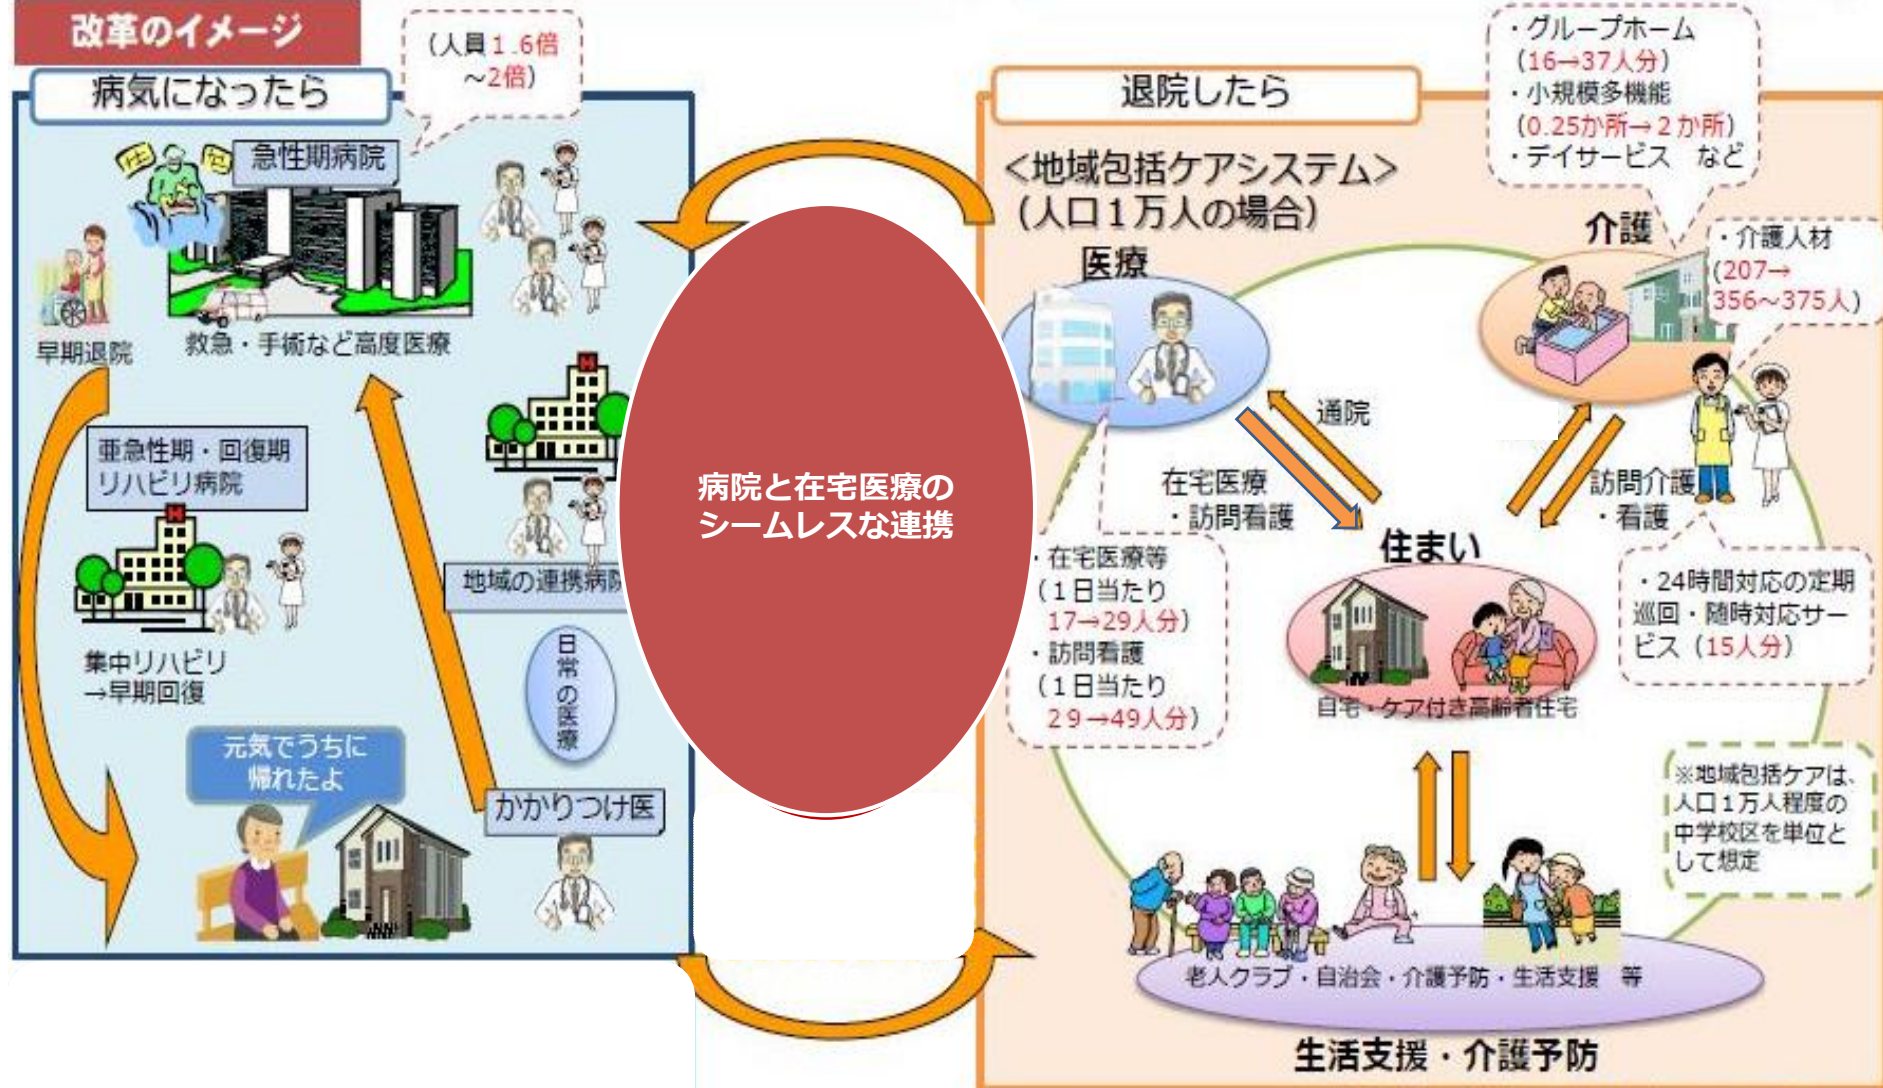 改革のイメージ
(人員1.6倍
～2倍)
病気になったら
急性期病院
救急・手術など高度医療
早期退院
亜急性期・回復期
リハビリ病院
集中リハビリ
→早期回復
地域の連携病院
日常の医療
元気でうちに
帰れたよ
かかりつけ医
病院と在宅医療の
シームレスな連携
退院したら
＜地域包括ケアシステム＞
(人口1万人の場合)
・グループホーム
(16→37人分)
・小規模多機能
(0.25か所→2か所)
・デイサービス　など
医療
介護
・介護人材
(207→
356～375人)
通院
在宅医療
・訪問看護
訪問介護
・看護
・在宅医療等
(1日当たり
17→29人分)
・訪問看護
(1日当たり
29→49人分)
住まい
自宅・ケア付き高齢者住宅
・24時間対応の定期
巡回・随時対応サー
ビス(15人分)
※地域包括ケアは、
人口1万人程度の
中学校区を単位と
して想定
老人クラブ・自治会・介護予防・生活支援　等
生活支援・介護予防